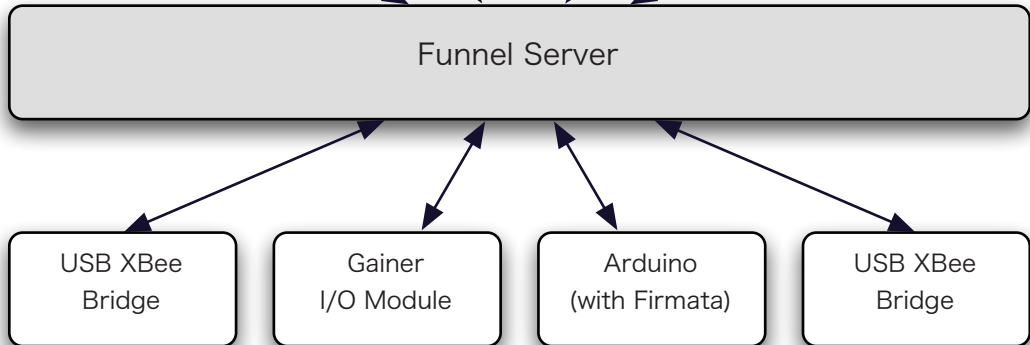 Funnel Server
USB XBee
Bridge
Gainer
I/O Module
Arduino
(with Firmata)
USB XBee
Bridge